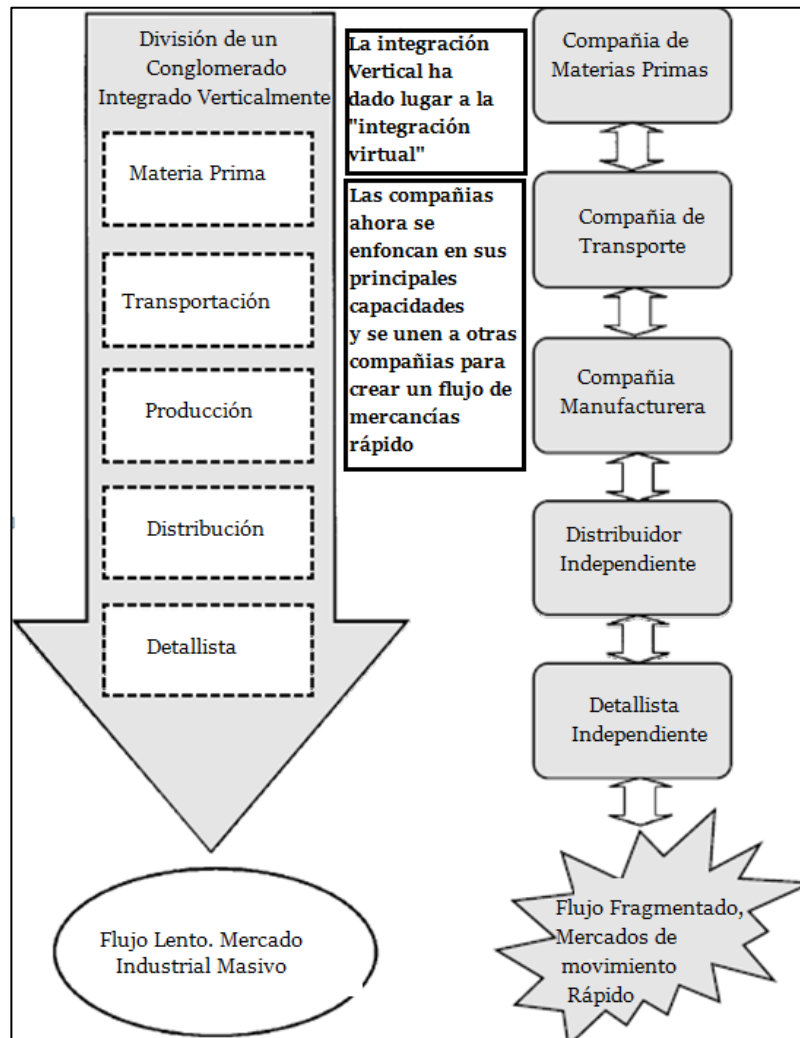 División de un
Conglomerado
Integrado Verticalmente
Materia Prima
Transportación
Producción
Distribución
Detallista
Flujo Lento. Mercado
Industrial Masivo
La integración
Vertical ha
dado lugar a la
"integración
virtual"
Las compañias
ahora se
enfoncan en sus
principales
capacidades
y se unen a otras
compañias para
crear un flujo de
mercancías
rápido
Compañia de
Materias Primas
Compañia de
Transporte
Compañia
Manufacturera
Distribuidor
Independiente
Detallista
Independiente
Flujo Fragmentado,
Mercados de
movimiento
Rápido